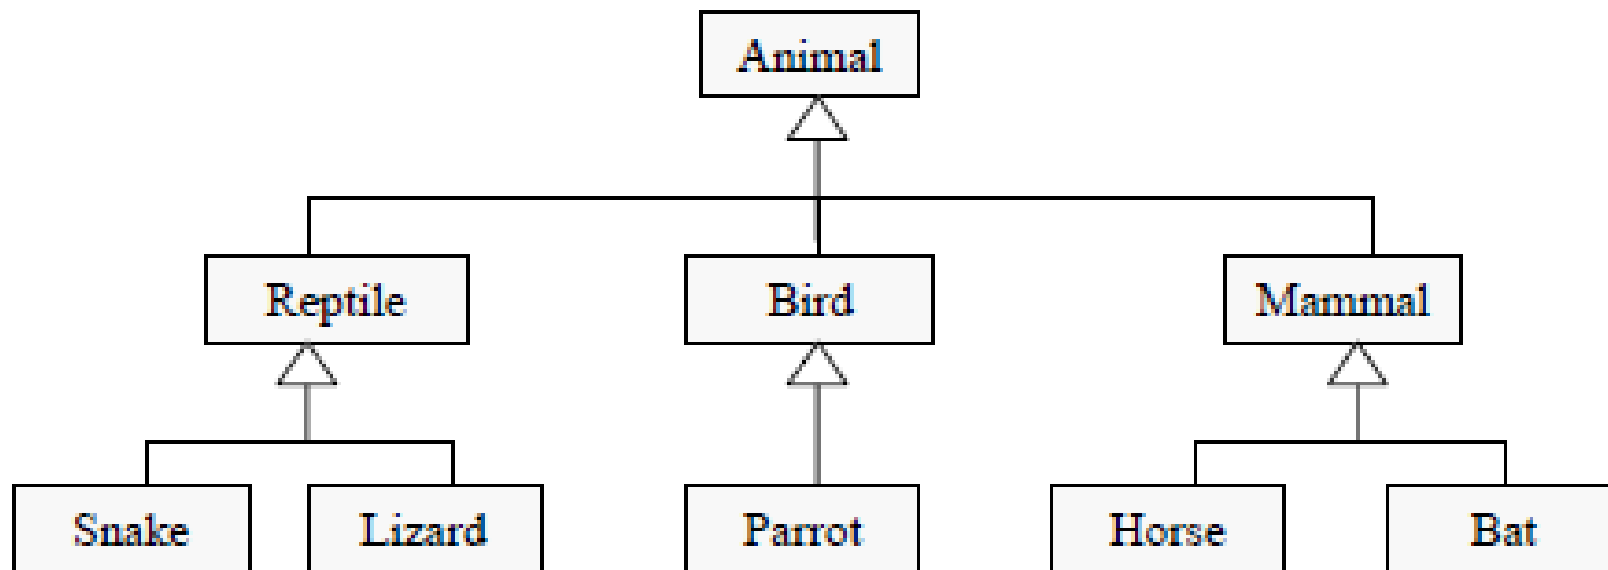 Animal
Reptile
Bird
Mammal
Snake
Lizard
Parrot
Horse
Bat